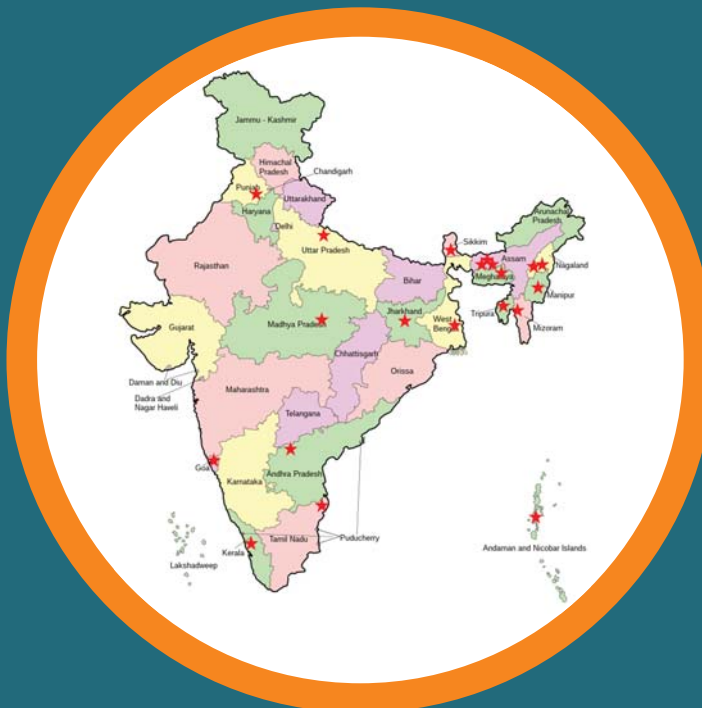 Jammu - Kashmir
Himachal
Pradesh
Chandigarh
Punjab
Uttarakhand
Haryana
Delhi
Arunachal
Pradesh
Sikkim
Uttar Pradesh
Assam
Nagaland
Rajasthan
Meghalaya
Bihar
Manipur
Jharkhand
Tripura
West
Bengal
Gujarat
Madhya Pradesh
Mizoram
Chhattisgarh
Orissa
Daman and Diu
Maharashtra
Dadra and
Nagar Haveli
Telangana
Goa
Andhra Pradesh
Karnataka
Tamil Nadu
Puducherry
Andaman and Nicobar Islands
Kerala
Lakshadweep